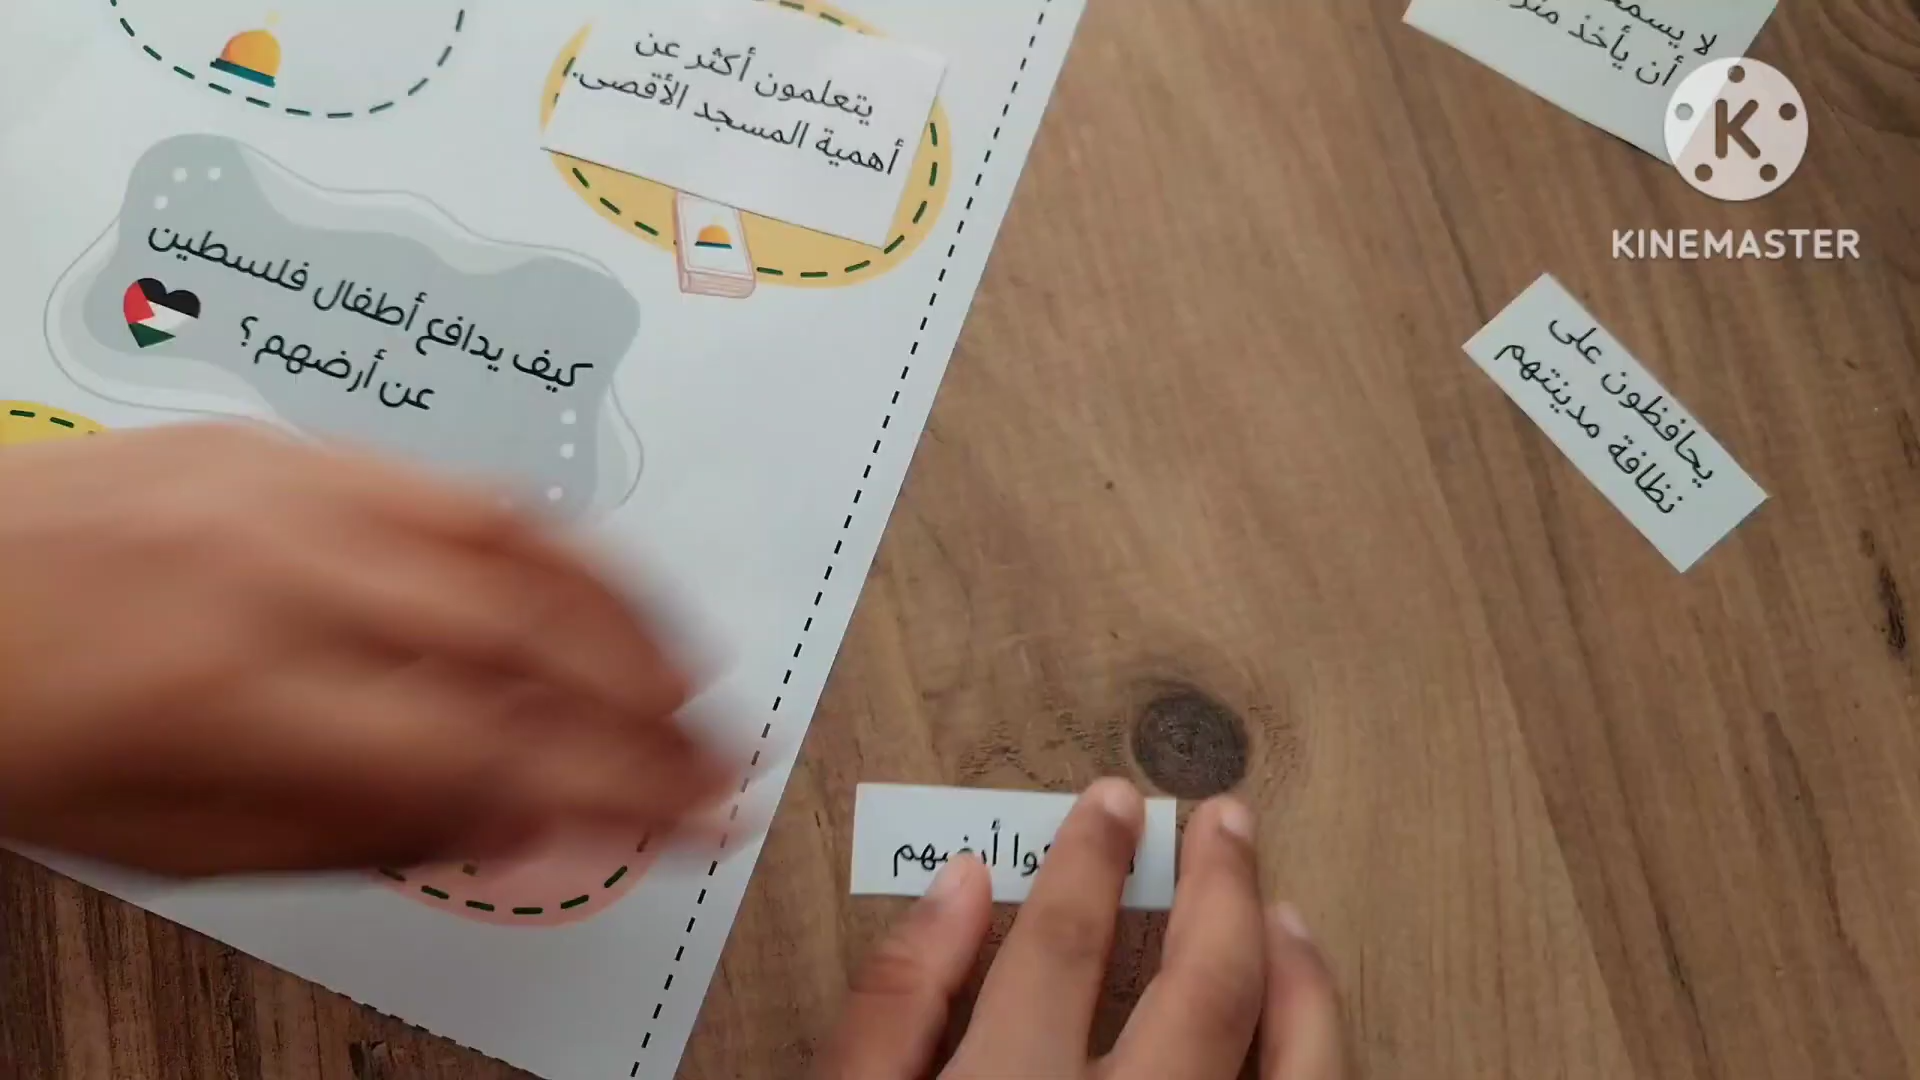 يتعلمون أكثر عن
أهمية المسجد الأقصى.
كيف يدافع أطفال فلسطين
عن أرضهم؟
لا
أن يأخذ
يحافظون على
نظافة مدينتهم
أرضهم
KINEMASTER